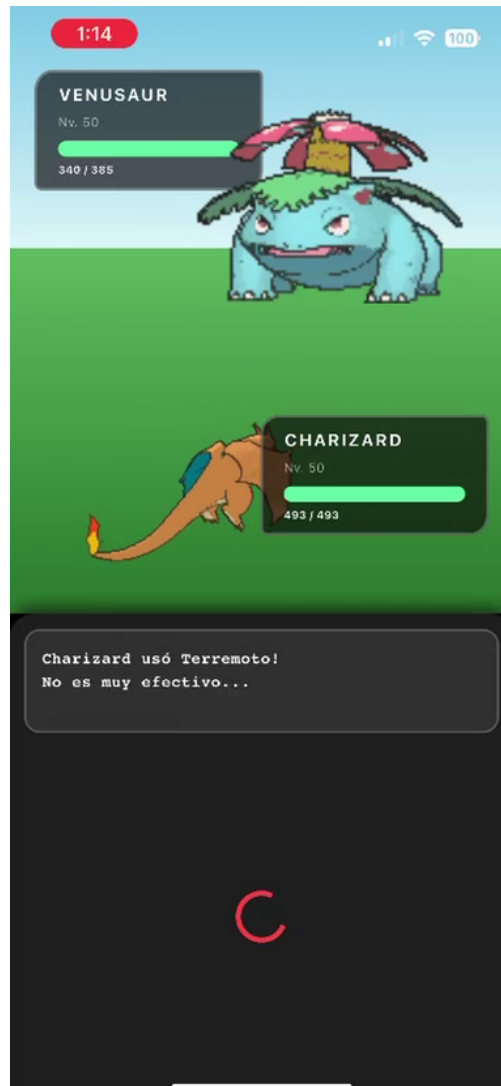 1:14
100
VENUSAUR
Nv. 50
340 / 385
CHARIZARD
Nv. 50
493 / 493
Charizard usó Terremoto!
No es muy efectivo...